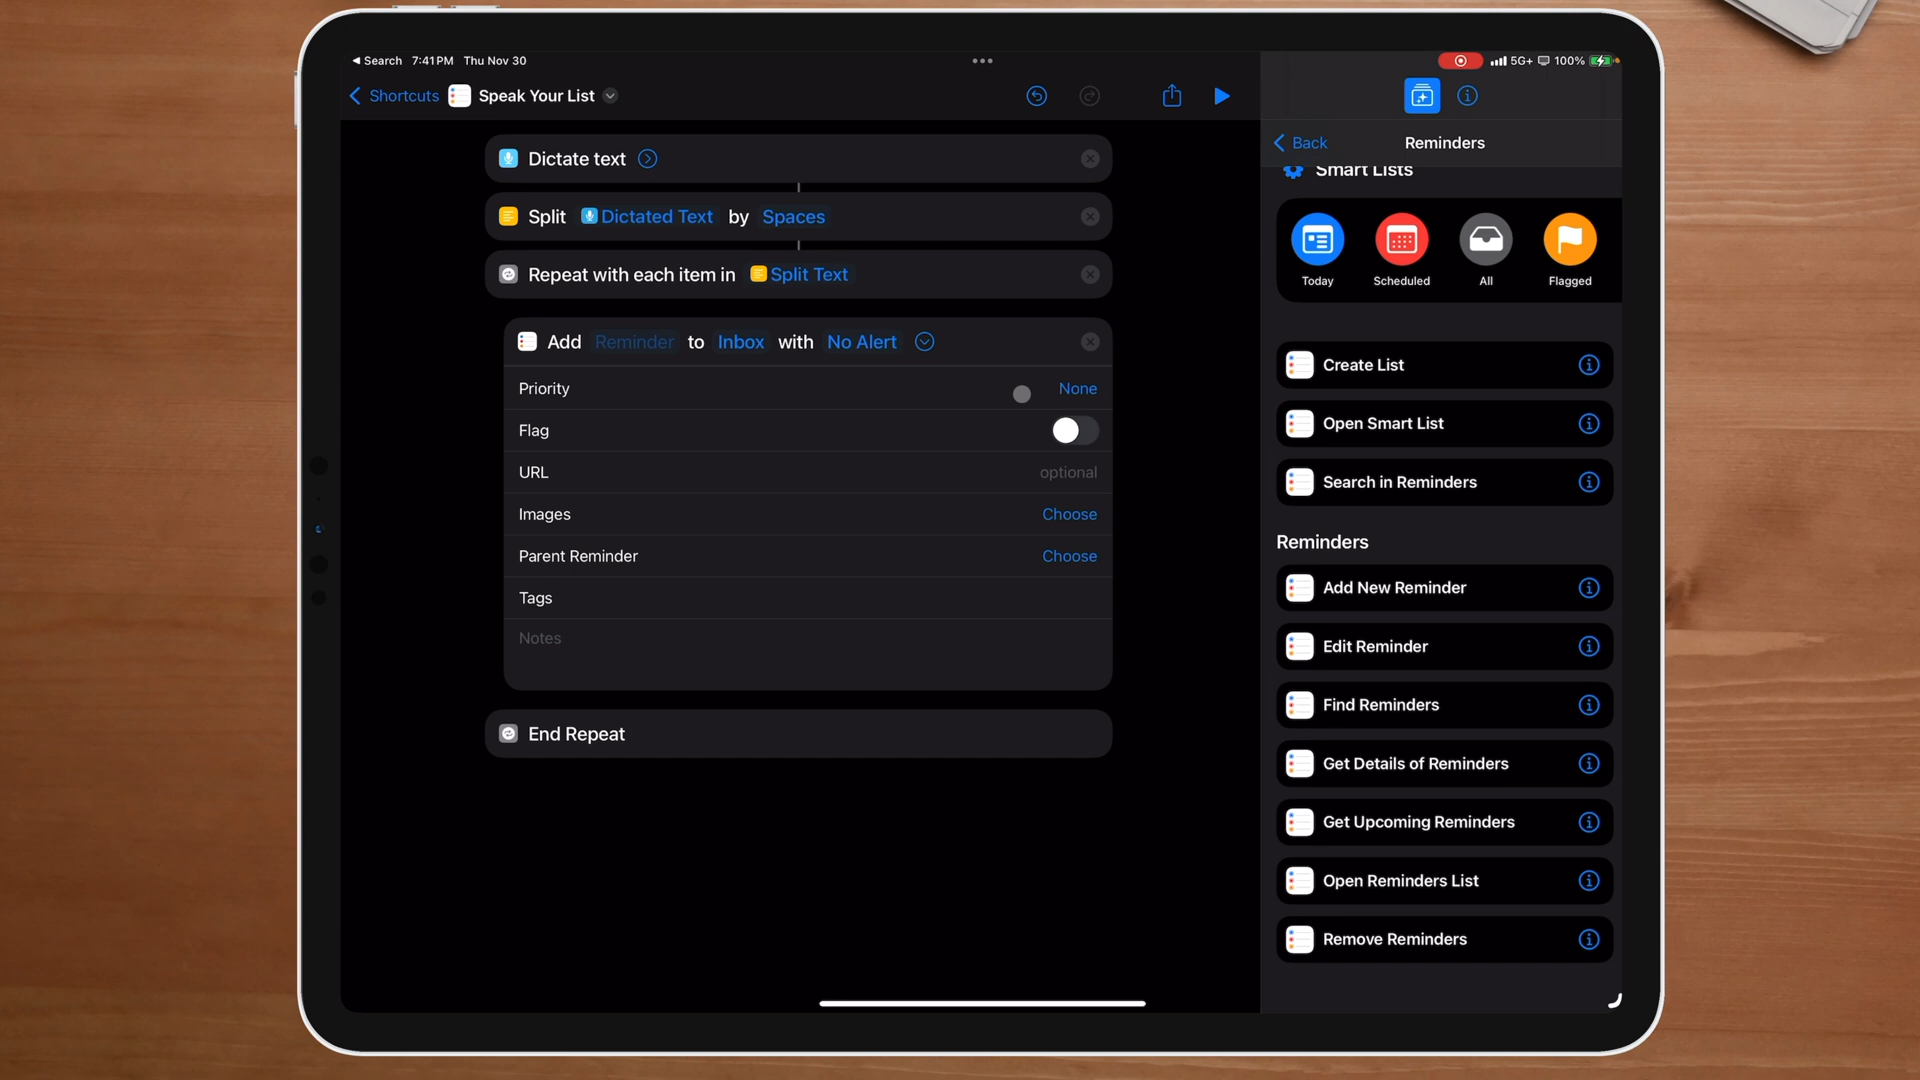 Search 7:41 PM Thu Nov 30
5G+ 100%
Shortcuts Speak Your List
Dictate text
Split Dictated Text by Spaces
Repeat with each item in Split Text
Add Reminder to Inbox with No Alert
Priority None
Flag
URL optional
Images Choose
Parent Reminder Choose
Tags
Notes
End Repeat
Back Reminders
Smart Lists
Today Scheduled All Flagged
Create List
Open Smart List
Search in Reminders
Reminders
Add New Reminder
Edit Reminder
Find Reminders
Get Details of Reminders
Get Upcoming Reminders
Open Reminders List
Remove Reminders